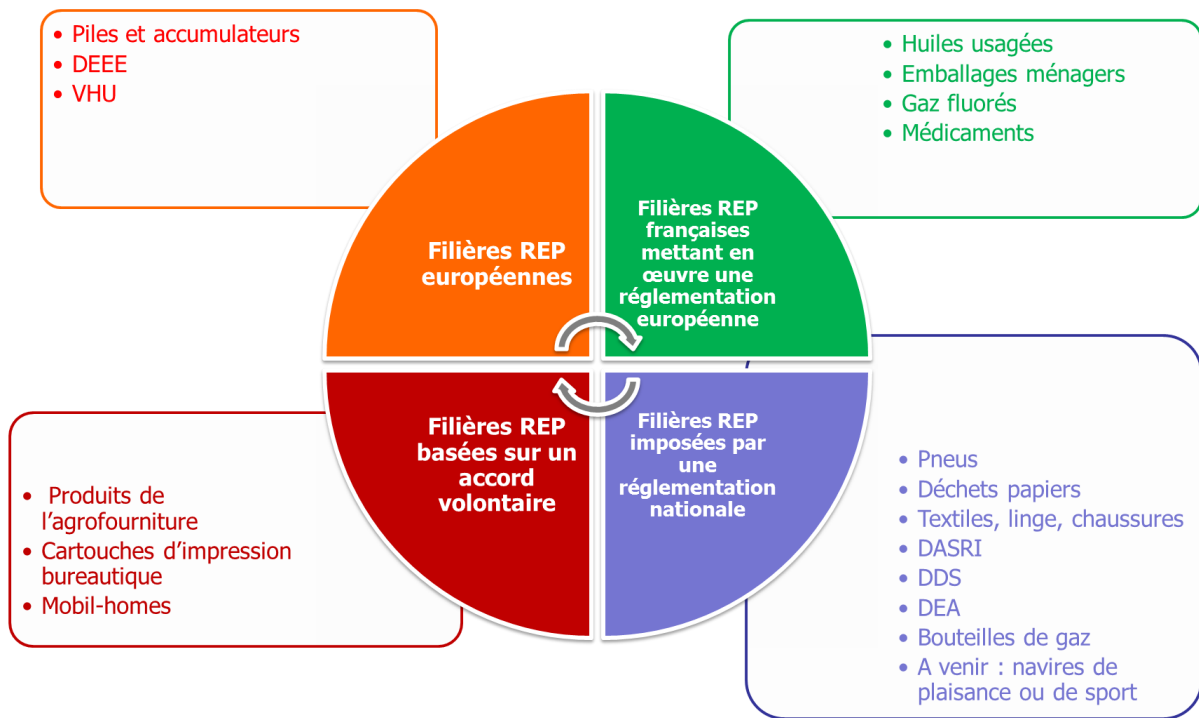 • Piles et accumulateurs
• DEEE
• VHU
• Huiles usagées
• Emballages ménagers
• Gaz fluorés
• Médicaments
Filières REP
européennes
Filières REP
françaises
mettant en
œuvre une
réglementation
européenne
Filières REP
basées sur un
accord
volontaire
Filières REP
imposées par
une
réglementation
nationale
• Produits de
l’agrofourniture
• Cartouches d’impression
bureautique
• Mobil-homes
• Pneus
• Déchets papiers
• Textiles, linge, chaussures
• DASRI
• DDS
• DEA
• Bouteilles de gaz
• A venir : navires de
plaisance ou de sport